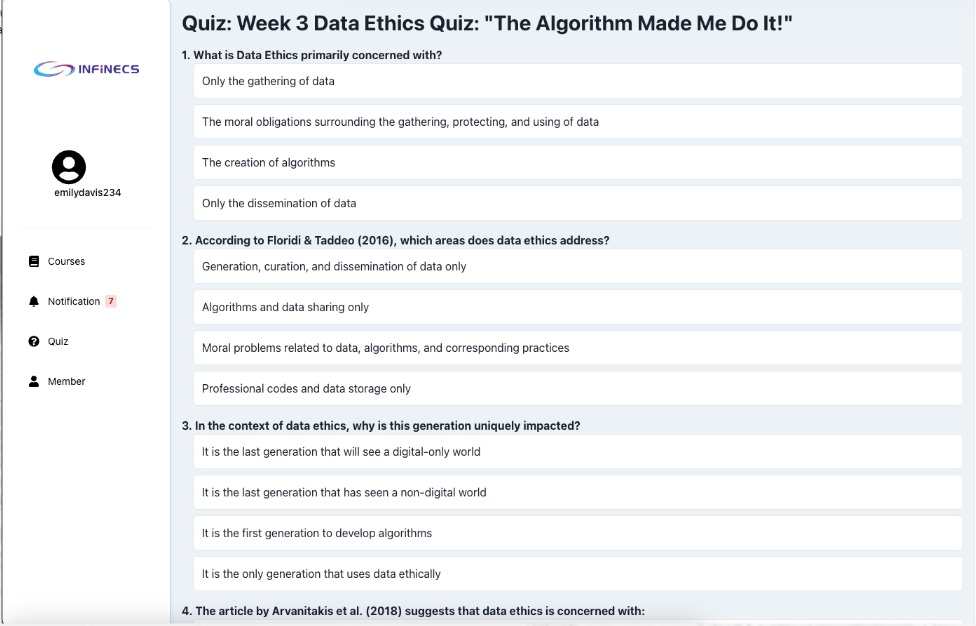 Quiz: Week 3 Data Ethics Quiz: "The Algorithm Made Me Do It!"
INFINECS
emilydavis234
Courses
Notification 7
Quiz
Member
1. What is Data Ethics primarily concerned with?
Only the gathering of data
The moral obligations surrounding the gathering, protecting, and using of data
The creation of algorithms
Only the dissemination of data
2. According to Floridi & Taddeo (2016), which areas does data ethics address?
Generation, curation, and dissemination of data only
Algorithms and data sharing only
Moral problems related to data, algorithms, and corresponding practices
Professional codes and data storage only
3. In the context of data ethics, why is this generation uniquely impacted?
It is the last generation that will see a digital-only world
It is the last generation that has seen a non-digital world
It is the first generation to develop algorithms
It is the only generation that uses data ethically
4. The article by Arvanitakis et al. (2018) suggests that data ethics is concerned with: